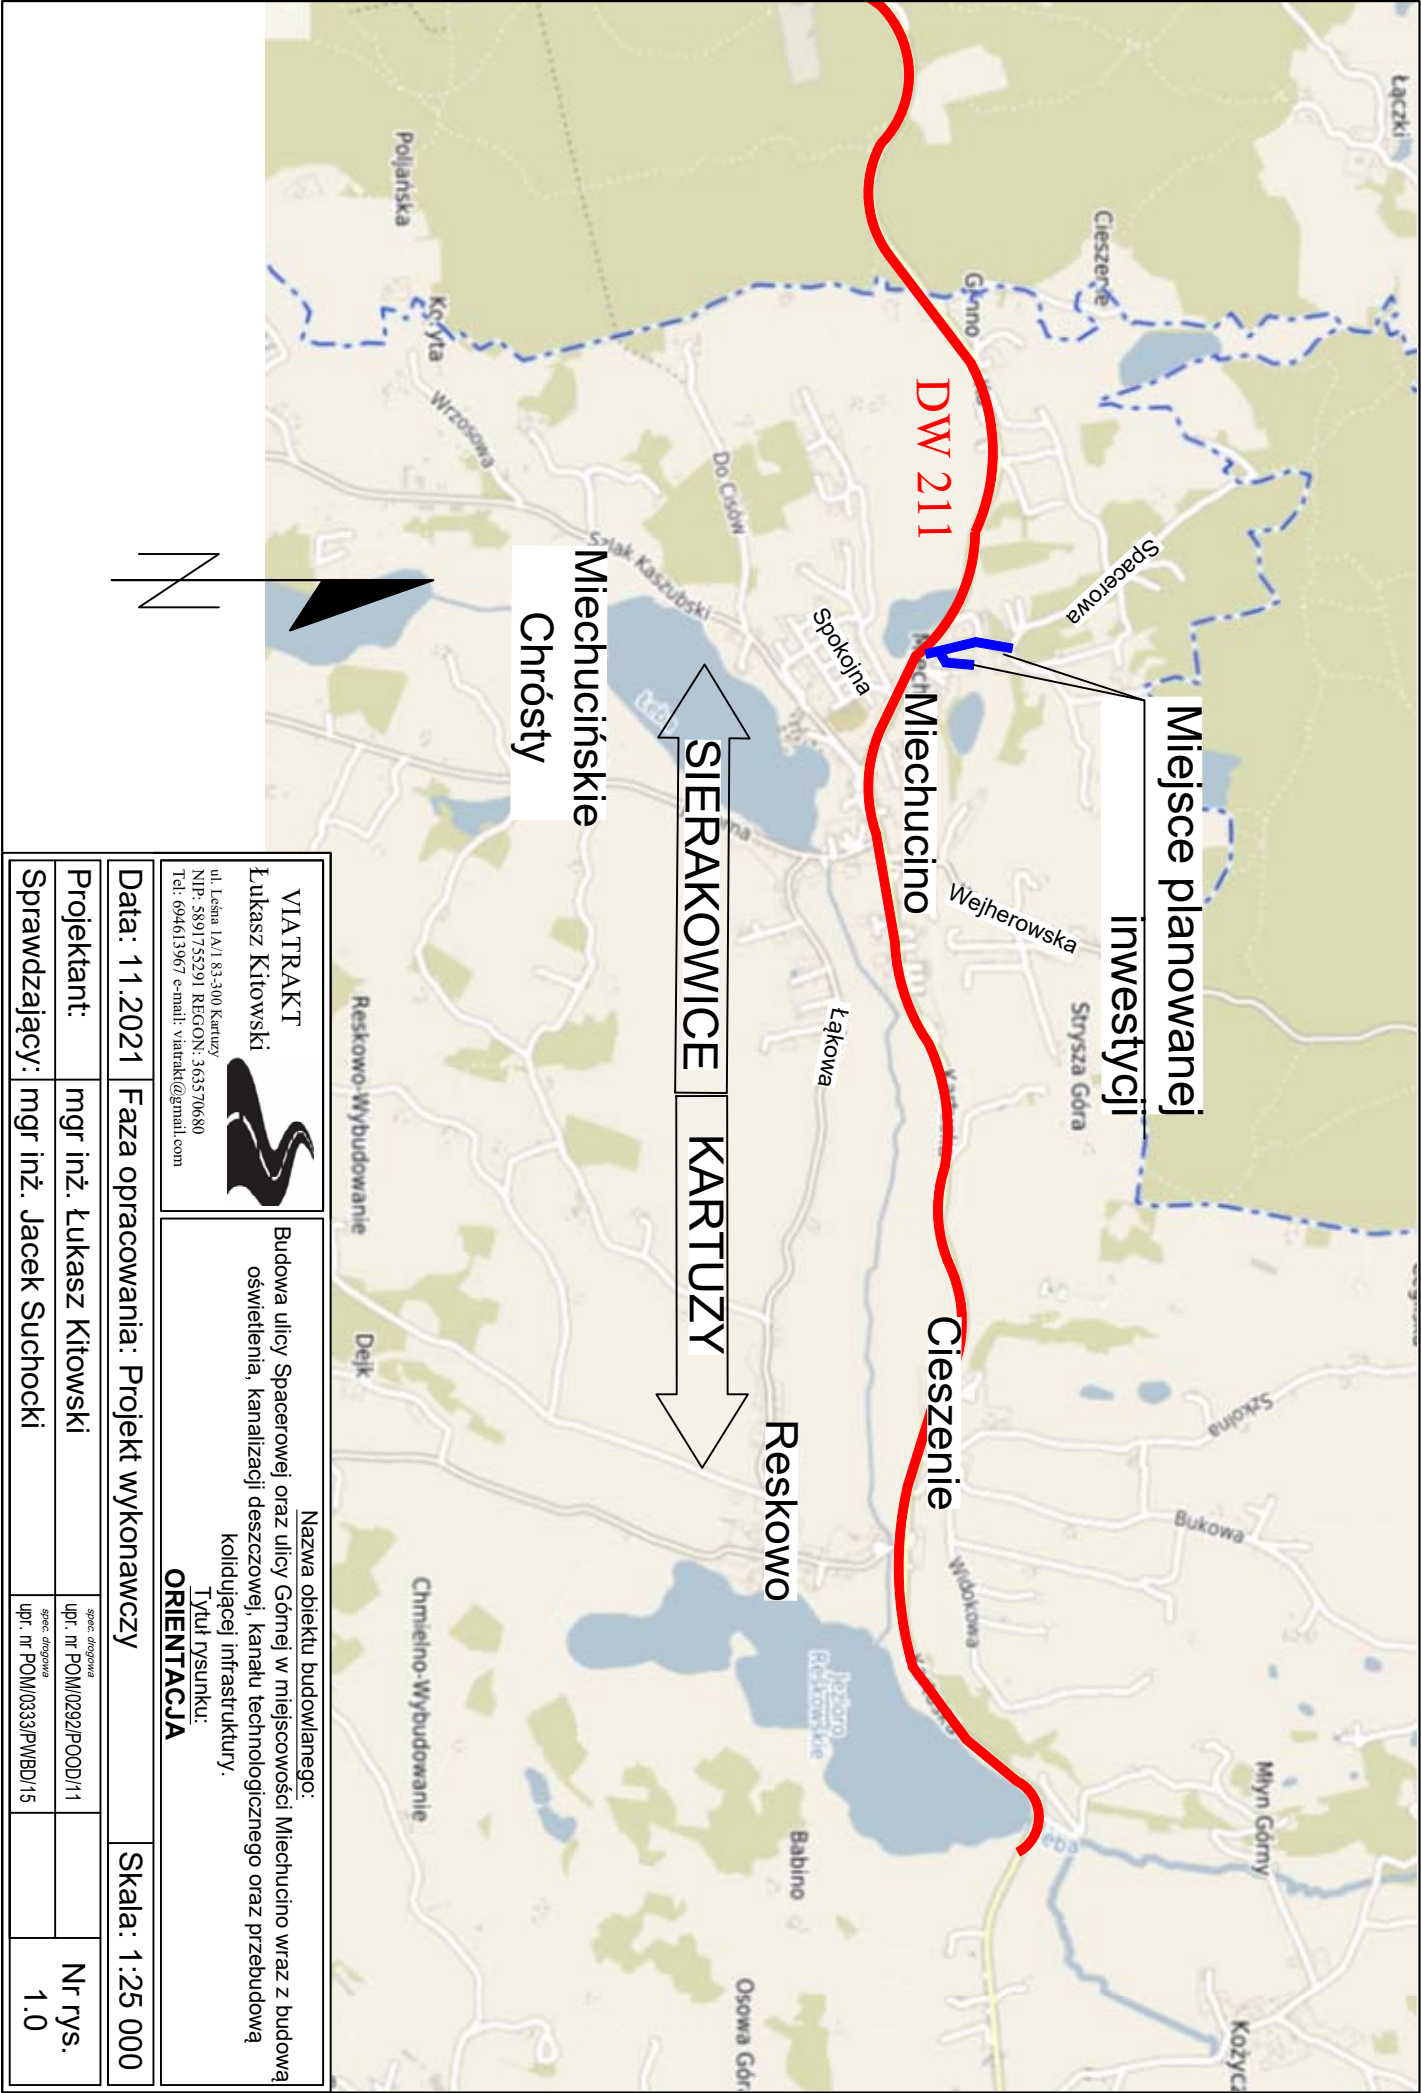 Łączki
Cieszenie
Poljańska
Wrzosowa
Do Cisów
Szlak Kaszubski
Spokojna
Spacerowa
DW 211
Miejsce planowanej
inwestycji
Miechucino
Miechucińskie
Chrósty
Łeba
Wejherowska
Strysza Góra
Łąkowa
SIERAKOWICE
KARTUZY
Cieszenie
Reskowo
Reskowo-Wybudowanie
Dejk
Szkolna
Bukowa
Widokowa
Jezioro
Reskowskie
Chmielno-Wybudowanie
Babino
Osowa Gór
Młyn Górny
N
VIATRAKT
Łukasz Kitowski
ul. Leśna 1A/1 83-300 Kartuzy
NIP: 5891755291 REGON: 363570680
Tel: 694613967 e-mail: viatrakt@gmail.com
Nazwa obiektu budowlanego:
Budowa ulicy Spacerowej oraz ulicy Górnej w miejscowości Miechucino wraz z budową
oświetlenia, kanalizacji deszczowej, kanału technologicznego oraz przebudową
kolidującej infrastruktury.
Tytuł rysunku:
ORIENTACJA
Data: 11.2021
Faza opracowania: Projekt wykonawczy
Skala: 1:25 000
Projektant:
mgr inż. Łukasz Kitowski
spec. drogowa
upr. nr POM/0292/POOD/11
Sprawdzający:
mgr inż. Jacek Suchocki
spec. drogowa
upr. nr POM/0333/PWBD/15
Nr rys.
1.0